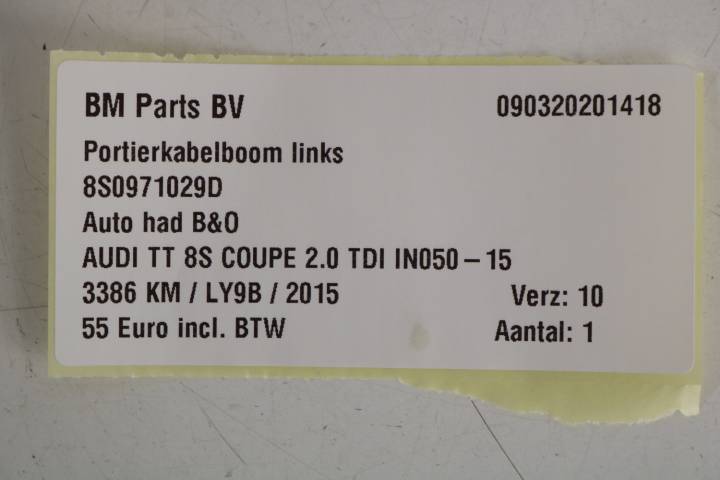 BM Parts BV 090320201418
Portierkabelboom links
8S0971029D
Auto had B&O
AUDI TT 8S COUPE 2.0 TDI IN050-15
3386 KM / LY9B / 2015 Verz: 10
55 Euro incl. BTW Aantal: 1